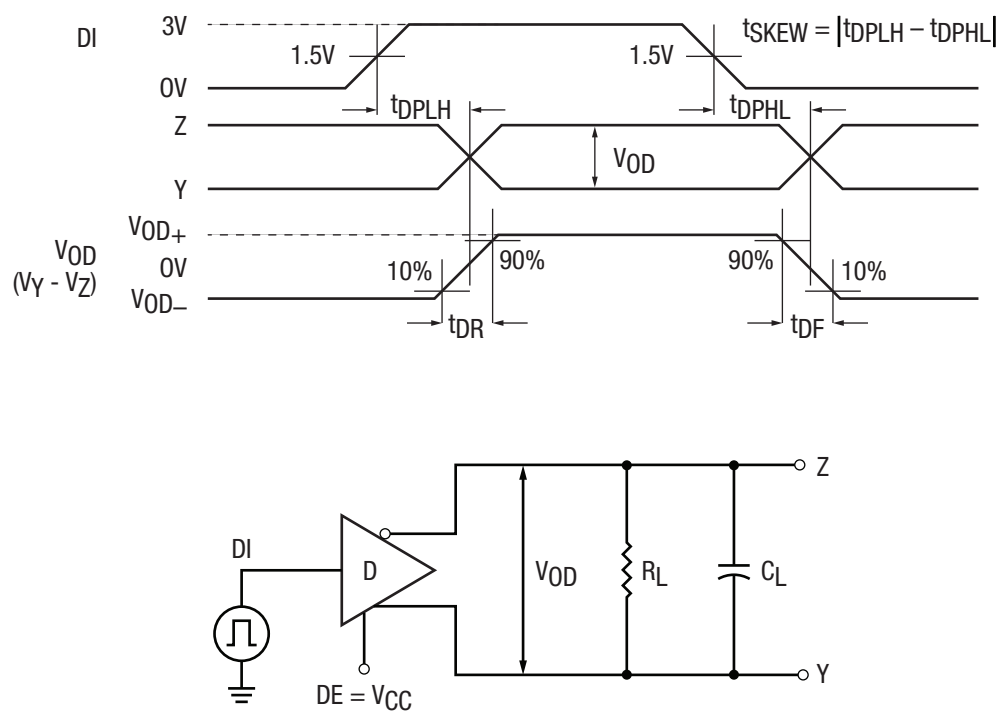 3V
DI
1.5V
1.5V
tSKEW = |tDPLH – tDPHL|
0V
tDPLH
tDPHL
Z
VOD
Y
VOD+
VOD
(VY - VZ)
0V
10%
90%
90%
10%
VOD–
tDR
tDF
Z
DI
D
VOD
RL
CL
Y
DE = VCC